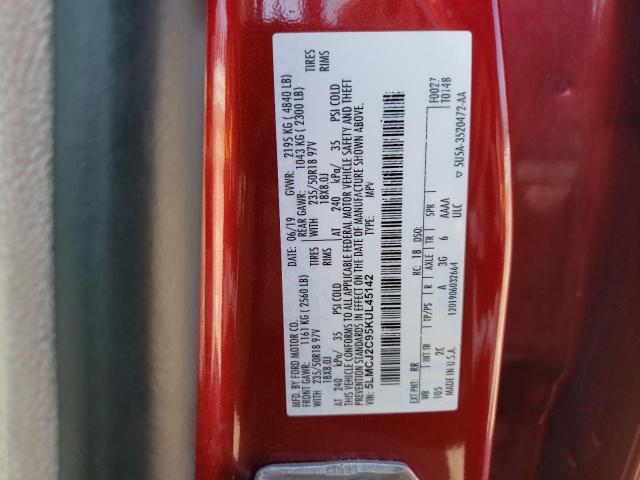 MFD. BY FORD MOTOR CO.
DATE: 06/19 GVWR: 2195 KG ( 4840 LB)
FRONT GAWR: 1161 KG ( 2560 LB) REAR GAWR: 1043 KG ( 2300 LB)
WITH 235/50R18 97V TIRES WITH 235/50R18 97V TIRES
18X8.0J RIMS 18X8.0J RIMS
AT 240 kPa/ 35 PSI COLD AT 240 kPa/ 35 PSI COLD
THIS VEHICLE CONFORMS TO ALL APPLICABLE FEDERAL MOTOR VEHICLE SAFETY AND THEFT
PREVENTION STANDARDS IN EFFECT ON THE DATE OF MANUFACTURE SHOWN ABOVE.
VIN: 5LMCJ2C95KUL45142 TYPE: MPV
F0027
T0148
EXT PNT: RR RC: 18 DSO:
WB INT TR TP/PS R AXLE TR SPR
105 2C A 3G 6 AAAA
ULC
MADE IN U.S.A. 1201906032664 5U5A-3520472-AA